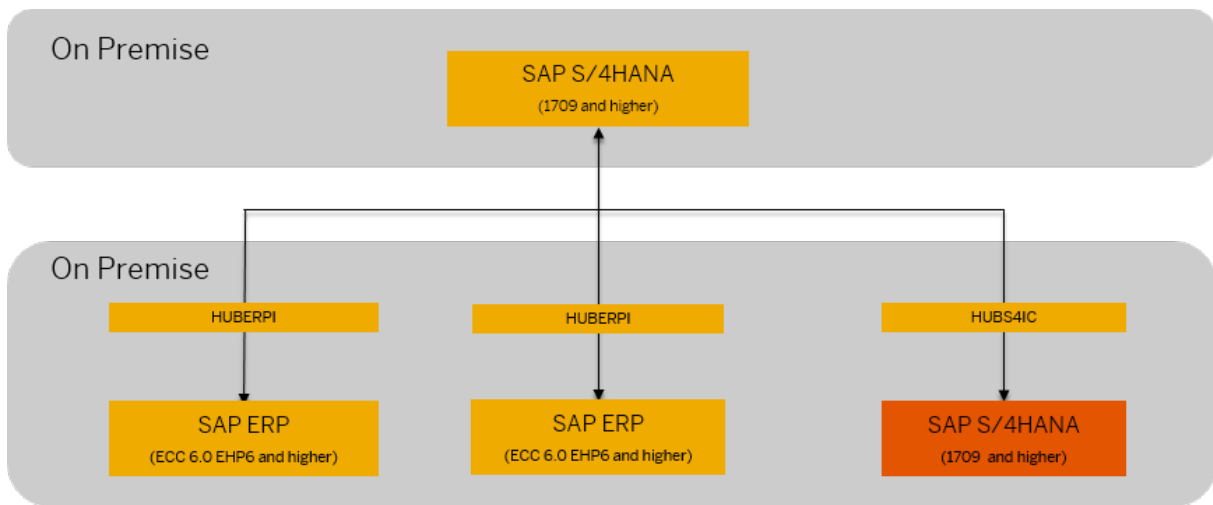 On Premise
SAP S/4HANA
(1709 and higher)
On Premise
HUBERPI
HUBERPI
HUBS4IC
SAP ERP
(ECC 6.0 EHP6 and higher)
SAP ERP
(ECC 6.0 EHP6 and higher)
SAP S/4HANA
(1709 and higher)